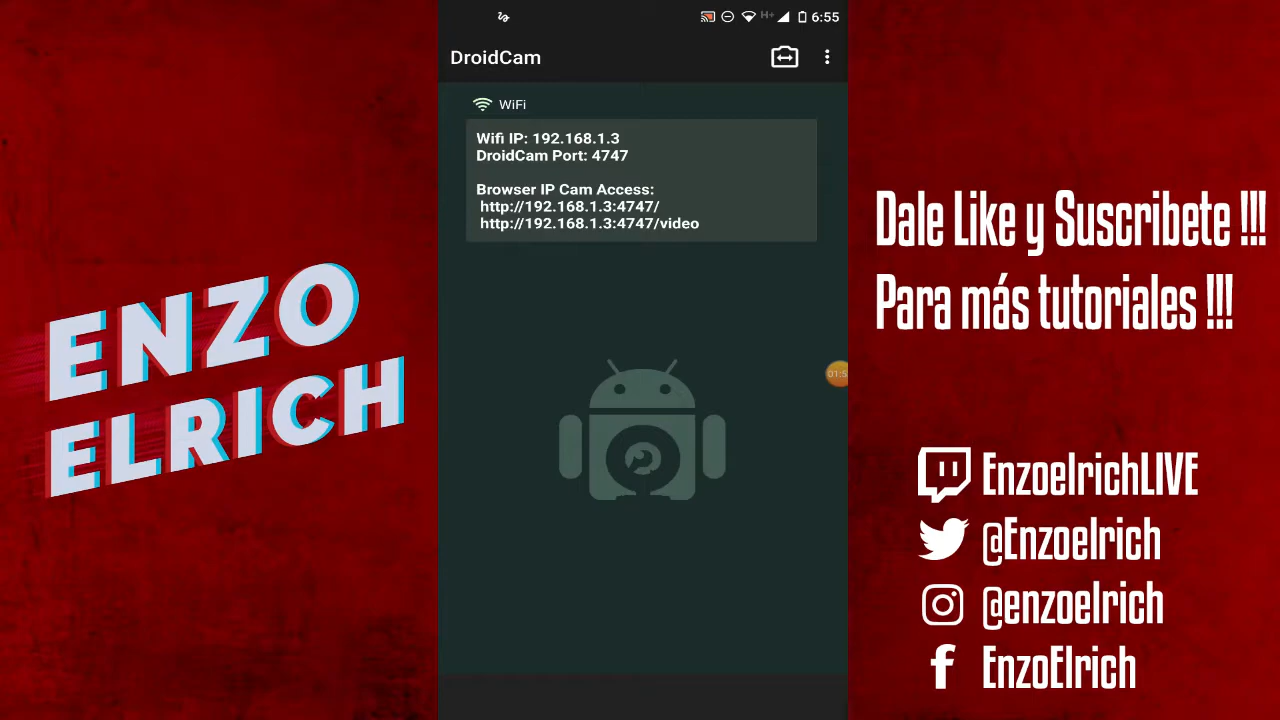 ENZO
ELRICH
H+ 6:55
DroidCam
WiFi
Wifi IP: 192.168.1.3
DroidCam Port: 4747
Browser IP Cam Access:
http://192.168.1.3:4747/
http://192.168.1.3:4747/video
Dale Like y Suscribete !!!
Para más tutoriales !!!
EnzoelrichLIVE
@Enzoelrich
@enzoelrich
EnzoElrich